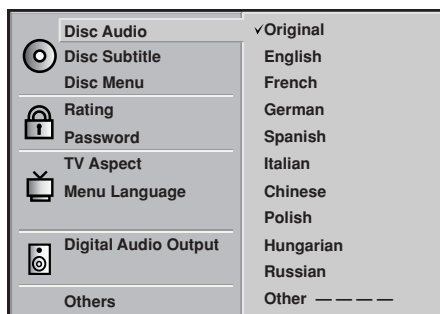 Disc Audio
Disc Subtitle
Disc Menu
Rating
Password
TV Aspect
Menu Language
Digital Audio Output
Others
✓Original
English
French
German
Spanish
Italian
Chinese
Polish
Hungarian
Russian
Other — — — —